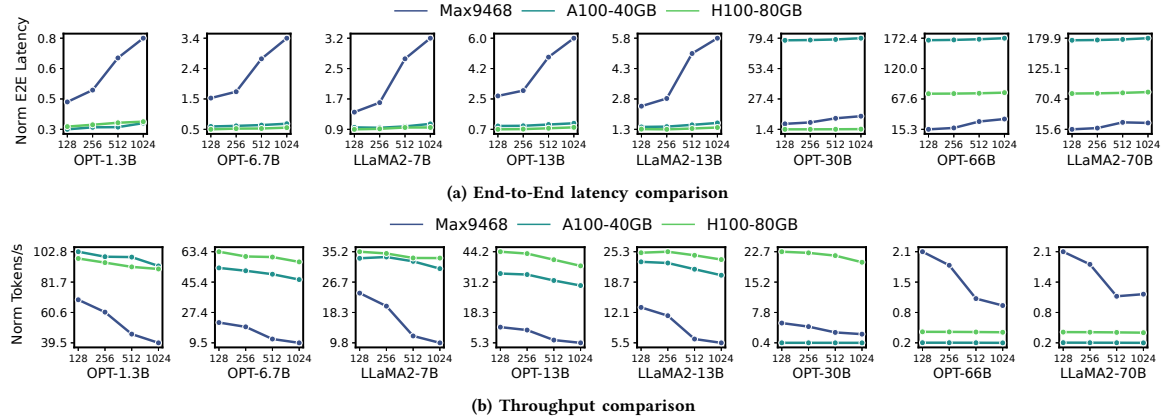 Max9468 A100-40GB H100-80GB
Norm E2E Latency
0.8 0.6 0.5 0.3
128 256 512 1024
OPT-1.3B
3.4 2.4 1.5 0.5
128 256 512 1024
OPT-6.7B
3.2 2.4 1.7 0.9
128 256 512 1024
LLaMA2-7B
6.0 4.2 2.5 0.7
128 256 512 1024
OPT-13B
5.8 4.3 2.8 1.3
128 256 512 1024
LLaMA2-13B
79.4 53.4 27.4 1.4
128 256 512 1024
OPT-30B
172.4 120.0 67.6 15.3
128 256 512 1024
OPT-66B
179.9 125.1 70.4 15.6
128 256 512 1024
LLaMA2-70B
(a) End-to-End latency comparison
Max9468 A100-40GB H100-80GB
Norm Tokens/s
102.8 81.7 60.6 39.5
128 256 512 1024
OPT-1.3B
63.4 45.4 27.4 9.5
128 256 512 1024
OPT-6.7B
35.2 26.7 18.3 9.8
128 256 512 1024
LLaMA2-7B
44.2 31.2 18.3 5.3
128 256 512 1024
OPT-13B
25.3 18.7 12.1 5.5
128 256 512 1024
LLaMA2-13B
22.7 15.2 7.8 0.4
128 256 512 1024
OPT-30B
2.1 1.5 0.8 0.2
128 256 512 1024
OPT-66B
2.1 1.4 0.8 0.2
128 256 512 1024
LLaMA2-70B
(b) Throughput comparison